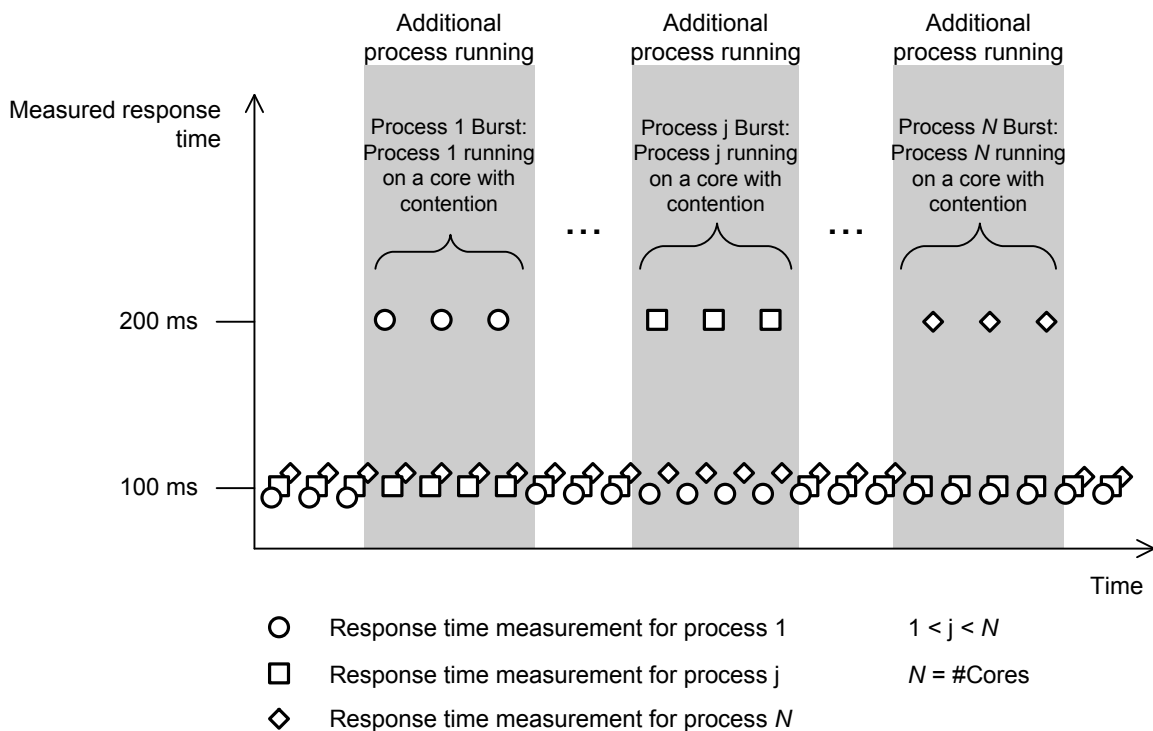 Additional
process running
Additional
process running
Additional
process running
Measured response
time
Process 1 Burst:
Process 1 running
on a core with
contention
Process j Burst:
Process j running
on a core with
contention
Process N Burst:
Process N running
on a core with
contention
...
...
200 ms
100 ms
Time
Response time measurement for process 1
1 < j < N
Response time measurement for process j
N = #Cores
Response time measurement for process N